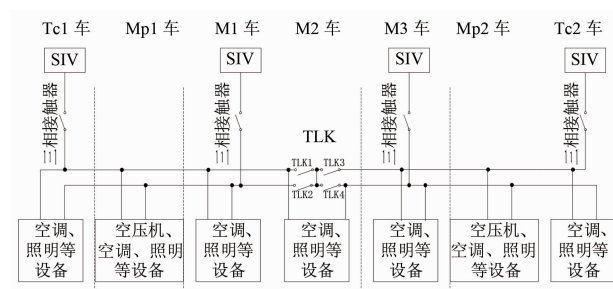 Tc1 车 Mp1 车 M1 车 M2 车 M3 车 Mp2 车 Tc2 车
SIV SIV SIV SIV
三相接触器 三相接触器 三相接触器 三相接触器
TLK
TLK1 TLK3
TLK2 TLK4
空调、 空压机、 空调、 空调、 空调、 空压机、 空调、
照明等 空调、照明 照明等 照明等 照明等 空调、照明 照明等
设备 等设备 设备 设备 设备 等设备 设备